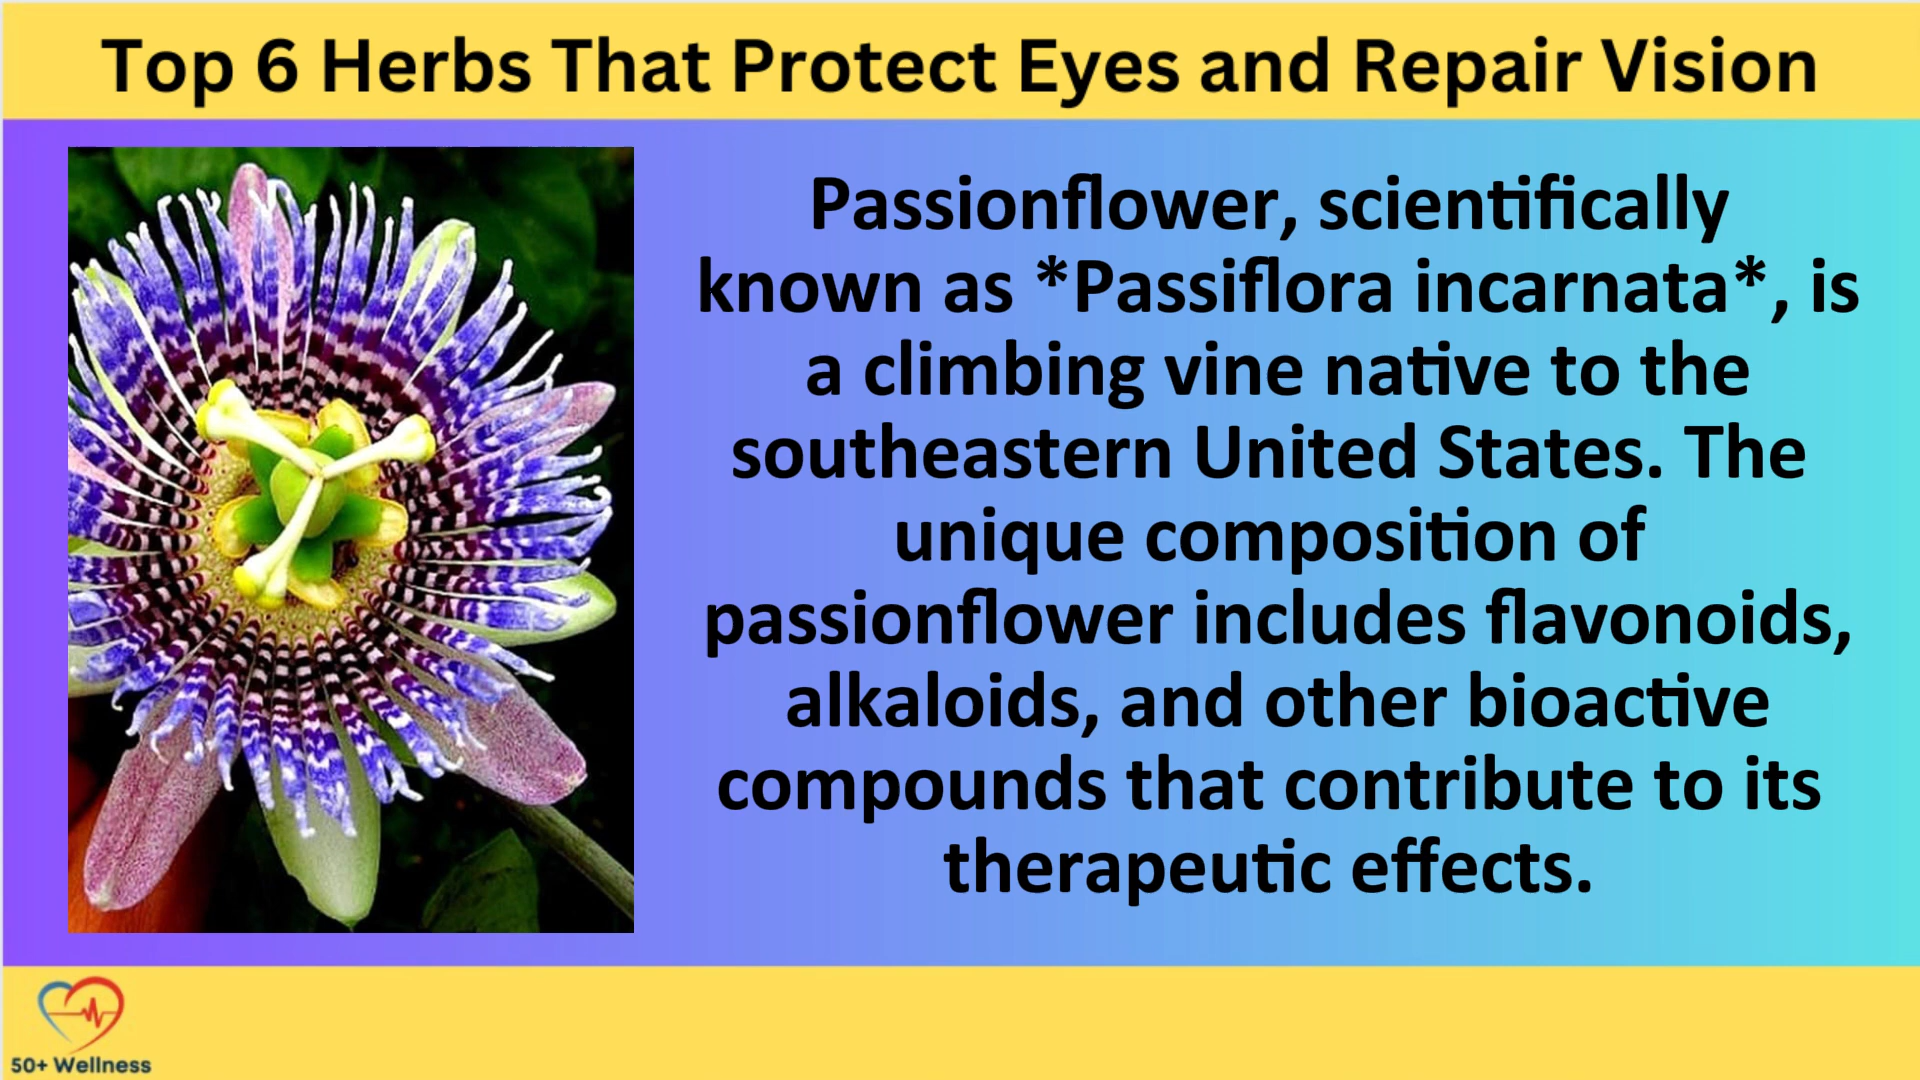 Top 6 Herbs That Protect Eyes and Repair Vision
Passionflower, scientifically
known as *Passiflora incarnata*, is
a climbing vine native to the
southeastern United States. The
unique composition of
passionflower includes flavonoids,
alkaloids, and other bioactive
compounds that contribute to its
therapeutic effects.
50+ Wellness